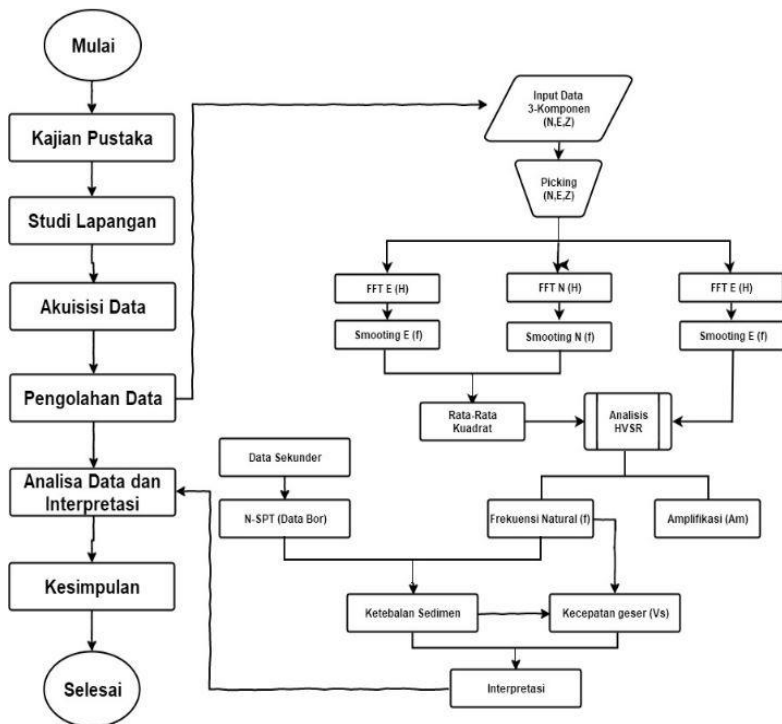 Mulai
Kajian Pustaka
Studi Lapangan
Akuisisi Data
Pengolahan Data
Analisa Data dan
Interpretasi
Kesimpulan
Selesai
Input Data
3-Komponen
(N,E,Z)
Picking
(N,E,Z)
FFT E (H)
FFT N (H)
FFT E (H)
Smooting E (f)
Smooting N (f)
Smooting E (f)
Rata-Rata
Kuadrat
Analisis
HVSR
Data Sekunder
N-SPT (Data Bor)
Frekuensi Natural (f)
Amplifikasi (Am)
Ketebalan Sedimen
Kecepatan geser (Vs)
Interpretasi